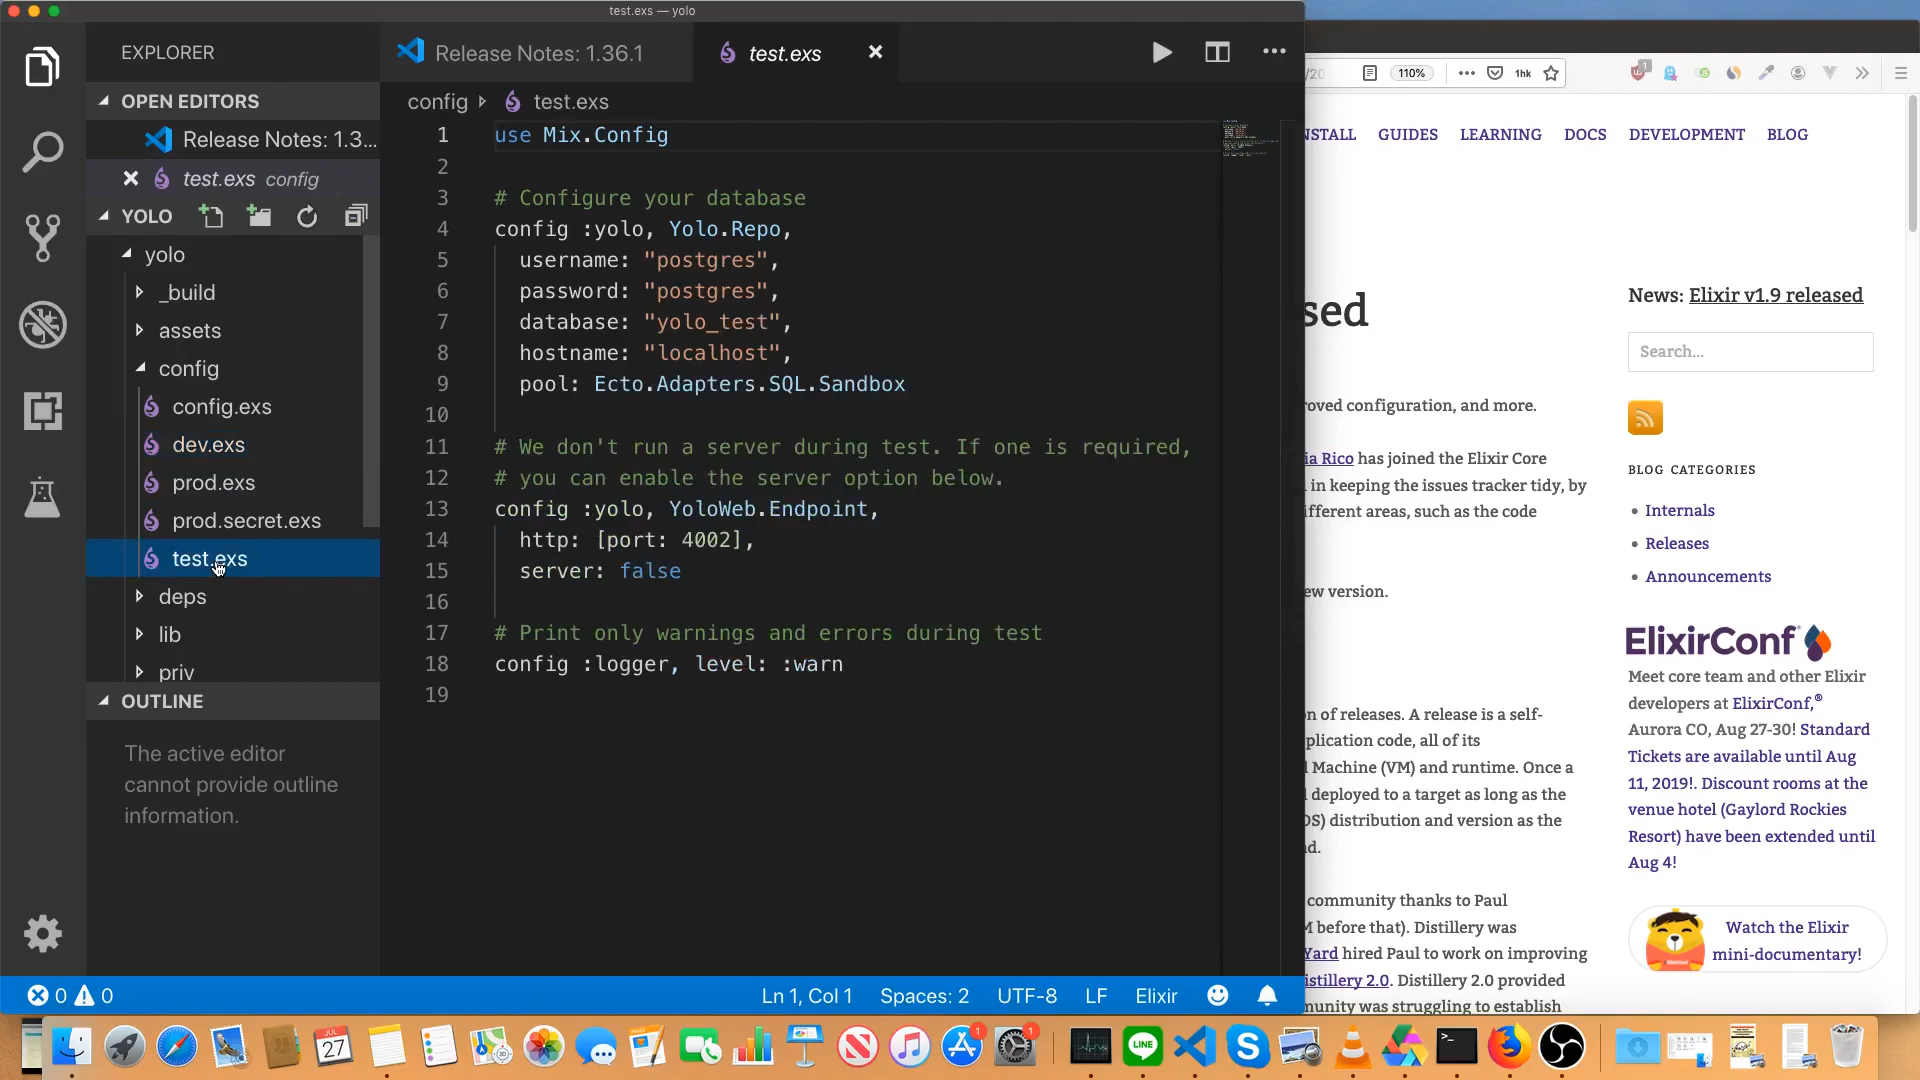 test.exs — yolo
EXPLORER
OPEN EDITORS
Release Notes: 1.3...
test.exs config
YOLO
yolo
_build
assets
config
config.exs
dev.exs
prod.exs
prod.secret.exs
test.exs
deps
lib
priv
OUTLINE
The active editor
cannot provide outline
information.
Release Notes: 1.36.1
test.exs
config
test.exs
1 use Mix.Config
2
3 # Configure your database
4 config :yolo, Yolo.Repo,
5 username: "postgres",
6 password: "postgres",
7 database: "yolo_test",
8 hostname: "localhost",
9 pool: Ecto.Adapters.SQL.Sandbox
10
11 # We don't run a server during test. If one is required,
12 # you can enable the server option below.
13 config :yolo, YoloWeb.Endpoint,
14 http: [port: 4002],
15 server: false
16
17 # Print only warnings and errors during test
18 config :logger, level: :warn
19
0 0
Ln 1, Col 1 Spaces: 2 UTF-8 LF Elixir
/20 110% 1hk
1
NSTALL GUIDES LEARNING DOCS DEVELOPMENT BLOG
sed
oved configuration, and more.
ia Rico has joined the Elixir Core
in keeping the issues tracker tidy, by
ifferent areas, such as the code
ew version.
n of releases. A release is a self-
plication code, all of its
Machine (VM) and runtime. Once a
deployed to a target as long as the
OS) distribution and version as the
nd.
community thanks to Paul
M before that). Distillery was
Yard hired Paul to work on improving
istillery 2.0. Distillery 2.0 provided
munity was struggling to establish
News: Elixir v1.9 released
Search...
BLOG CATEGORIES
Internals
Releases
Announcements
ElixirConf
Meet core team and other Elixir
developers at ElixirConf,®
Aurora CO, Aug 27-30! Standard
Tickets are available until Aug
11, 2019!. Discount rooms at the
venue hotel (Gaylord Rockies
Resort) have been extended until
Aug 4!
Watch the Elixir
mini-documentary!
JUL
27
1
1
LINE